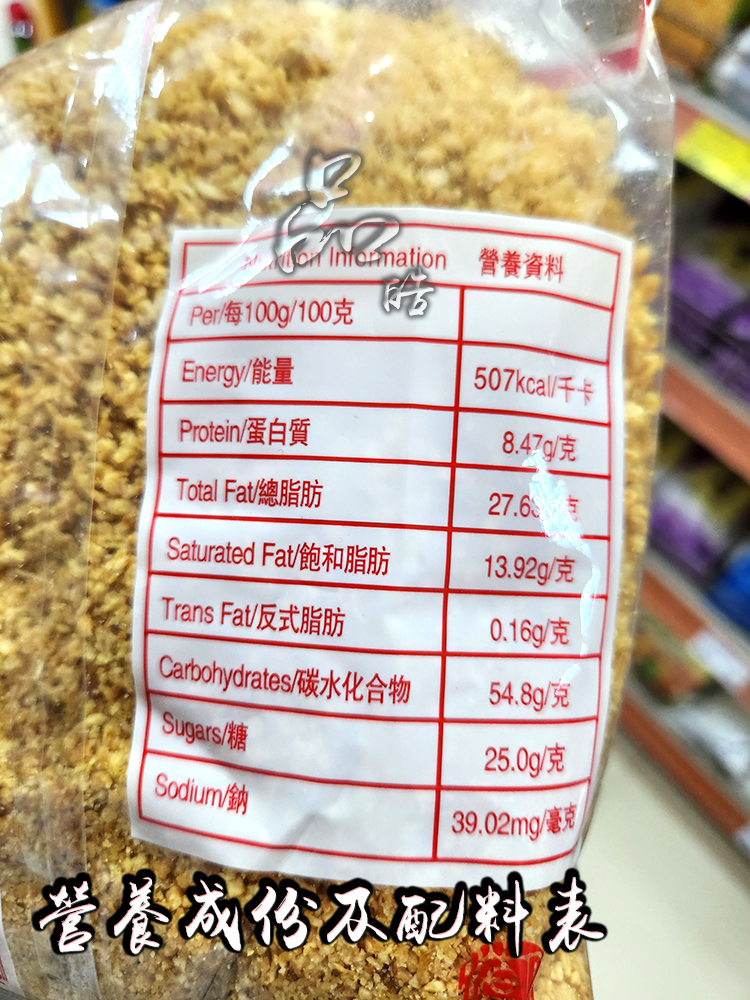 品
皓
Nutrition Information 營養資料
Per/每100g/100克
Energy/能量 507kcal/千卡
Protein/蛋白質 8.47g/克
Total Fat/總脂肪
Saturated Fat/飽和脂肪 13.92g/克
Trans Fat/反式脂肪 0.16g/克
Carbohydrates/碳水化合物 54.8g/克
Sugars/糖 25.0g/克
Sodium/鈉 39.02mg/毫克
營養成份及配料表